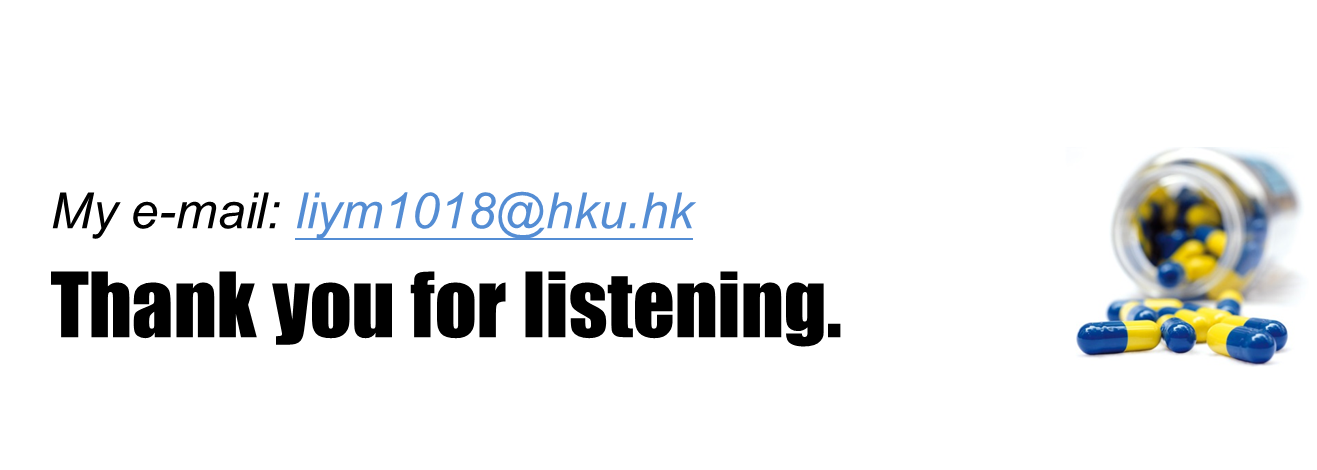 My e-mail: liym1018@hku.hk
Thank you for listening.